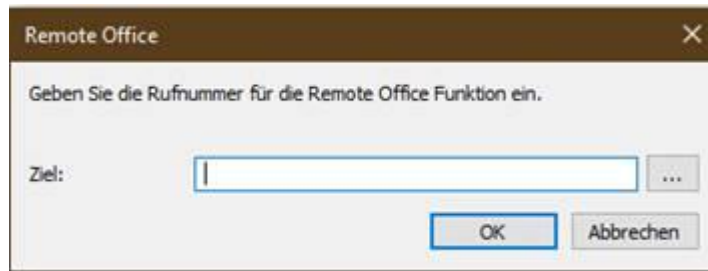 Remote Office
Geben Sie die Rufnummer für die Remote Office Funktion ein.
Ziel:
...
OK Abbrechen